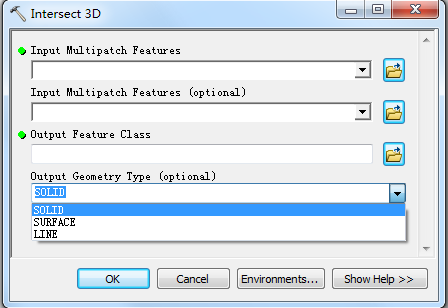 Intersect 3D
Input Multipatch Features
Input Multipatch Features (optional)
Output Feature Class
Output Geometry Type (optional)
SOLID
SOLID
SURFACE
LINE
OK
Cancel
Environments...
Show Help >>